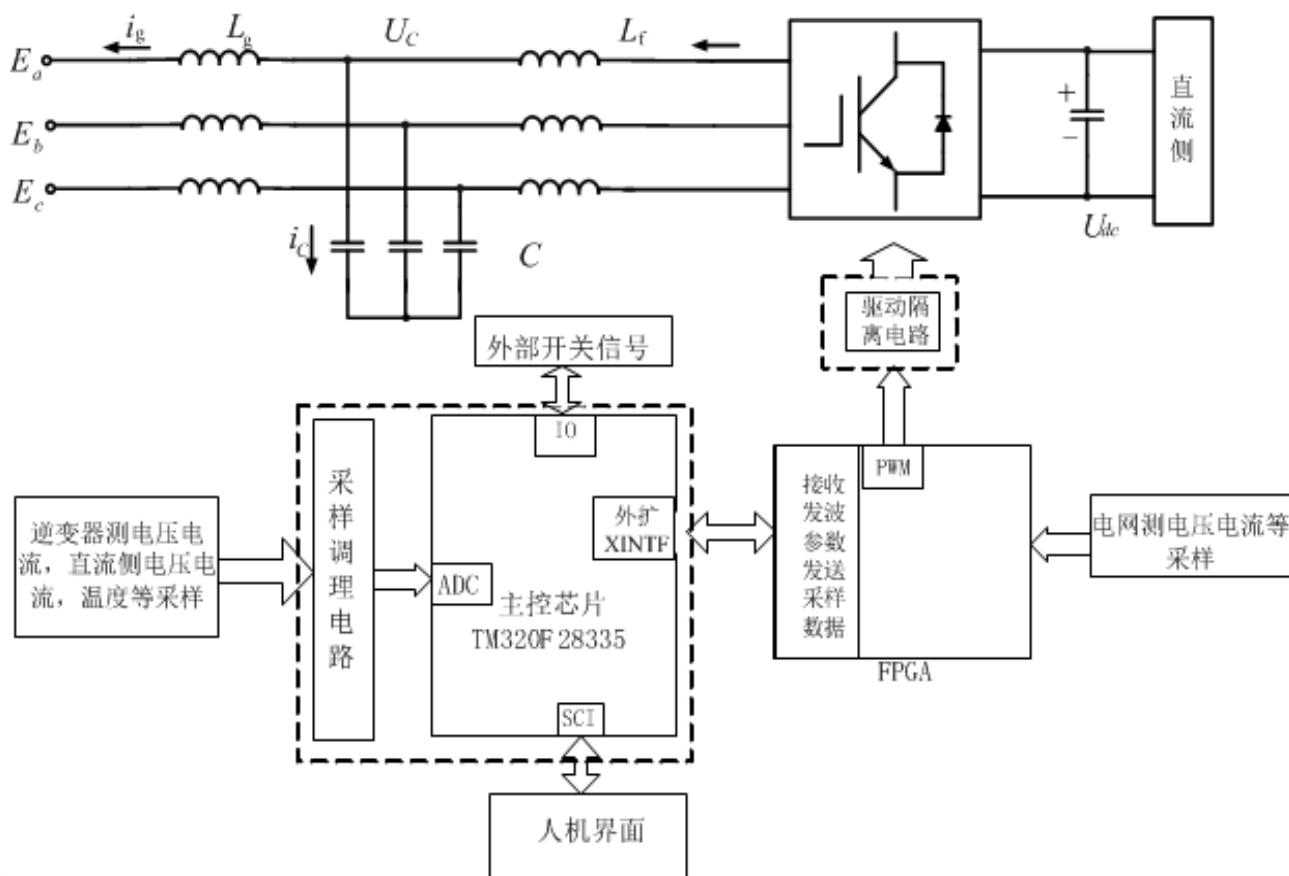 i_g
L_g
U_C
L_f
E_a
E_b
E_c
+
−
直流侧
i_C
C
U_dc
驱动隔
离电路
外部开关信号
IO
采样调理电路
外扩
XINTF
PWM
接收
发波
参数
发送
采样
数据
逆变器测电压电
流，直流侧电压电
流，温度等采样
电网测电压电流等
采样
ADC
主控芯片
TM320F28335
FPGA
SCI
人机界面